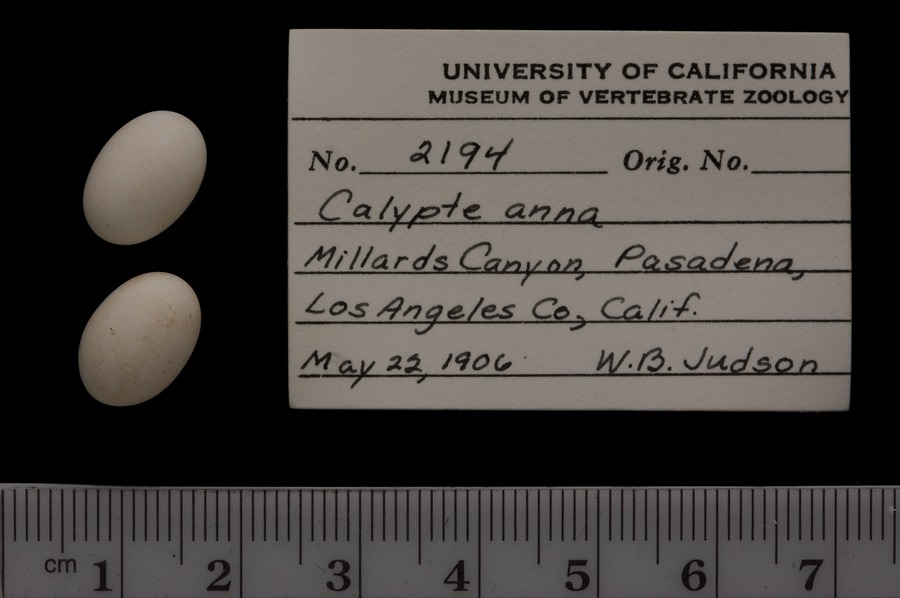 UNIVERSITY OF CALIFORNIA
MUSEUM OF VERTEBRATE ZOOLOGY
No. 2194 Orig. No.
Calypte anna
Millards Canyon, Pasadena,
Los Angeles Co, Calif.
May 22, 1906 W.B. Judson
cm 1 2 3 4 5 6 7